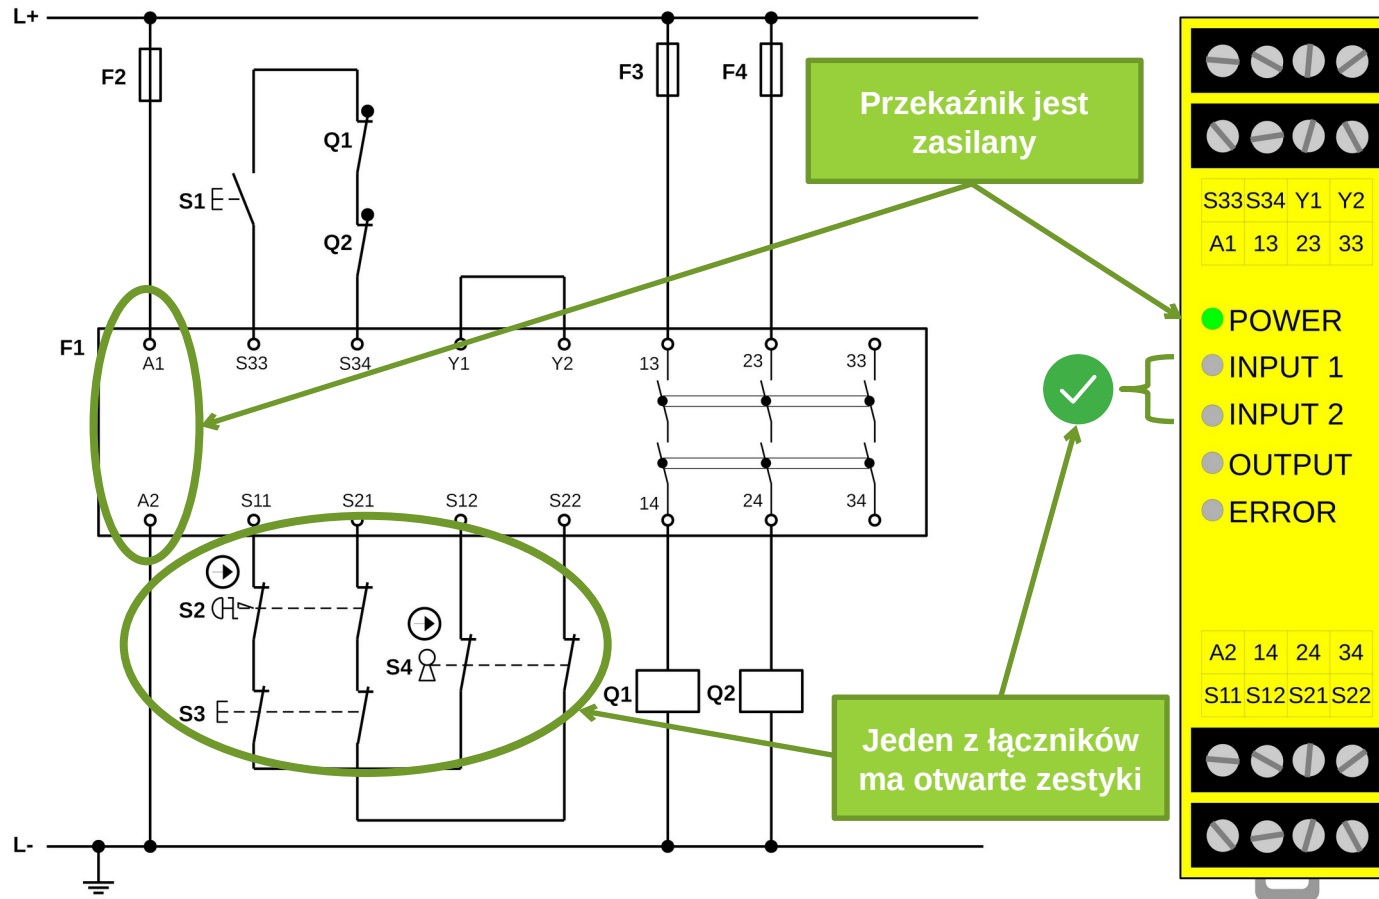 L+
F2
F3
F4
Przekaźnik jest
zasilany
Q1
S1
Q2
S33 S34 Y1 Y2
A1 13 23 33
F1
A1 S33 S34 Y1 Y2 13 23 33
POWER
INPUT 1
INPUT 2
OUTPUT
ERROR
A2 S11 S21 S12 S22 14 24 34
S2
S4
S3
Q1
Q2
A2 14 24 34
S11 S12 S21 S22
Jeden z łączników
ma otwarte zestyki
L-